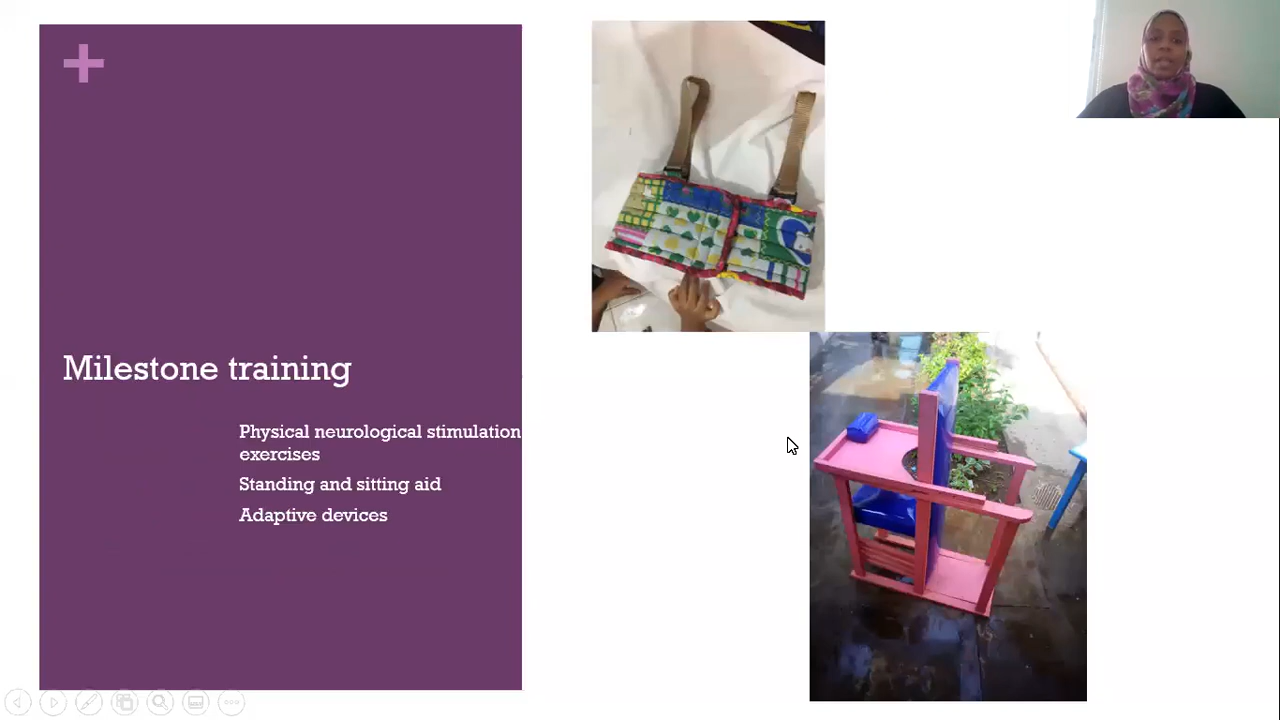 Milestone training
Physical neurological stimulation
exercises
Standing and sitting aid
Adaptive devices